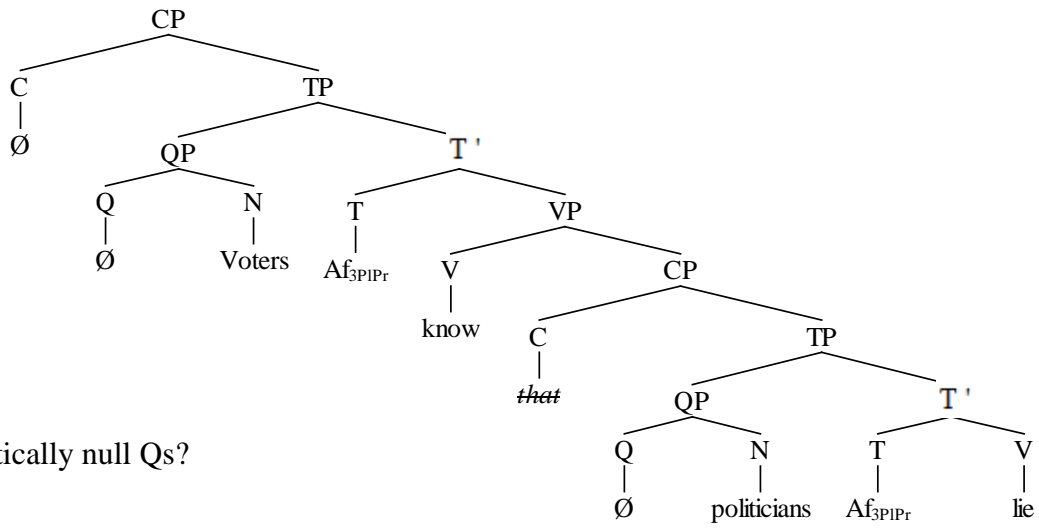 CP
C TP
Ø QP T '
Q N T VP
Ø Voters Af3PlPr V CP
know C TP
that QP T '
tically null Qs? Q N T V
Ø politicians Af3PlPr lie